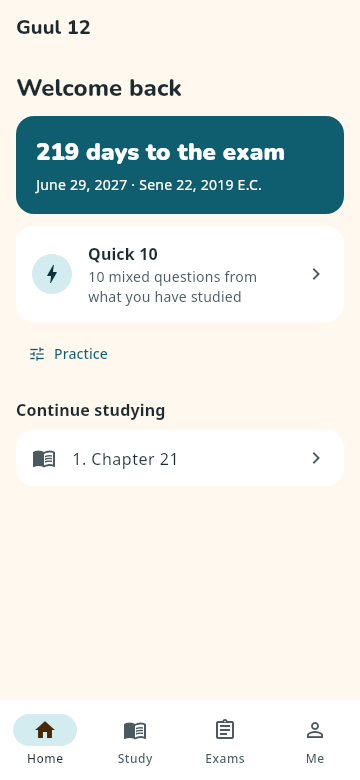 Guul 12
Welcome back
219 days to the exam
June 29, 2027 · Sene 22, 2019 E.C.
Quick 10
10 mixed questions from
what you have studied
Practice
Continue studying
1. Chapter 21
Home
Study
Exams
Me